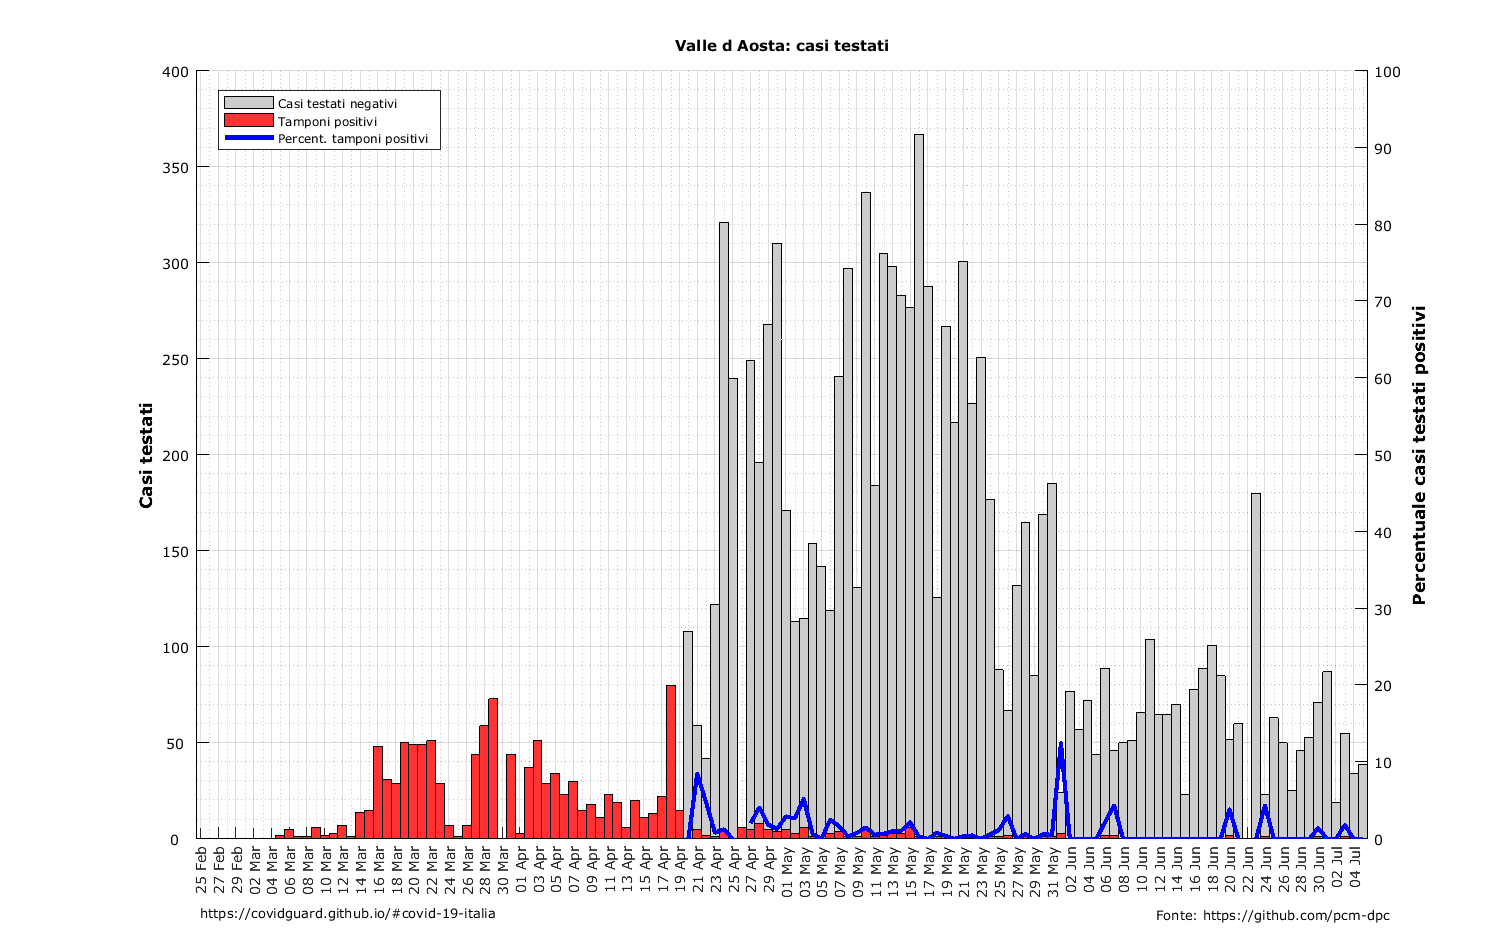 Valle d Aosta: casi testati
Casi testati negativi
Tamponi positivi
Percent. tamponi positivi
400
350
300
250
200
150
100
50
0
100
90
80
70
60
50
40
30
20
10
0
Casi testati
Percentuale casi testati positivi
25 Feb
27 Feb
29 Feb
02 Mar
04 Mar
06 Mar
08 Mar
10 Mar
12 Mar
14 Mar
16 Mar
18 Mar
20 Mar
22 Mar
24 Mar
26 Mar
28 Mar
30 Mar
01 Apr
03 Apr
05 Apr
07 Apr
09 Apr
11 Apr
13 Apr
15 Apr
17 Apr
19 Apr
21 Apr
23 Apr
25 Apr
27 Apr
29 Apr
01 May
03 May
05 May
07 May
09 May
11 May
13 May
15 May
17 May
19 May
21 May
23 May
25 May
27 May
29 May
31 May
02 Jun
04 Jun
06 Jun
08 Jun
10 Jun
12 Jun
14 Jun
16 Jun
18 Jun
20 Jun
22 Jun
24 Jun
26 Jun
28 Jun
30 Jun
02 Jul
04 Jul
https://covidguard.github.io/#covid-19-italia
Fonte: https://github.com/pcm-dpc